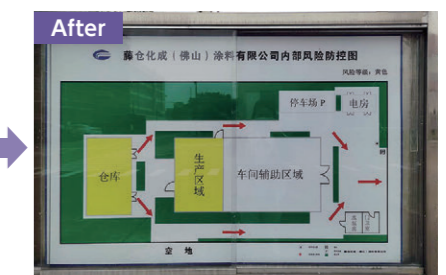 After
藤仓化成（佛山）涂料有限公司内部风险防控图
风险等级：黄色
停车场 P
电房
仓库
生产区域
车间辅助区域
空 地